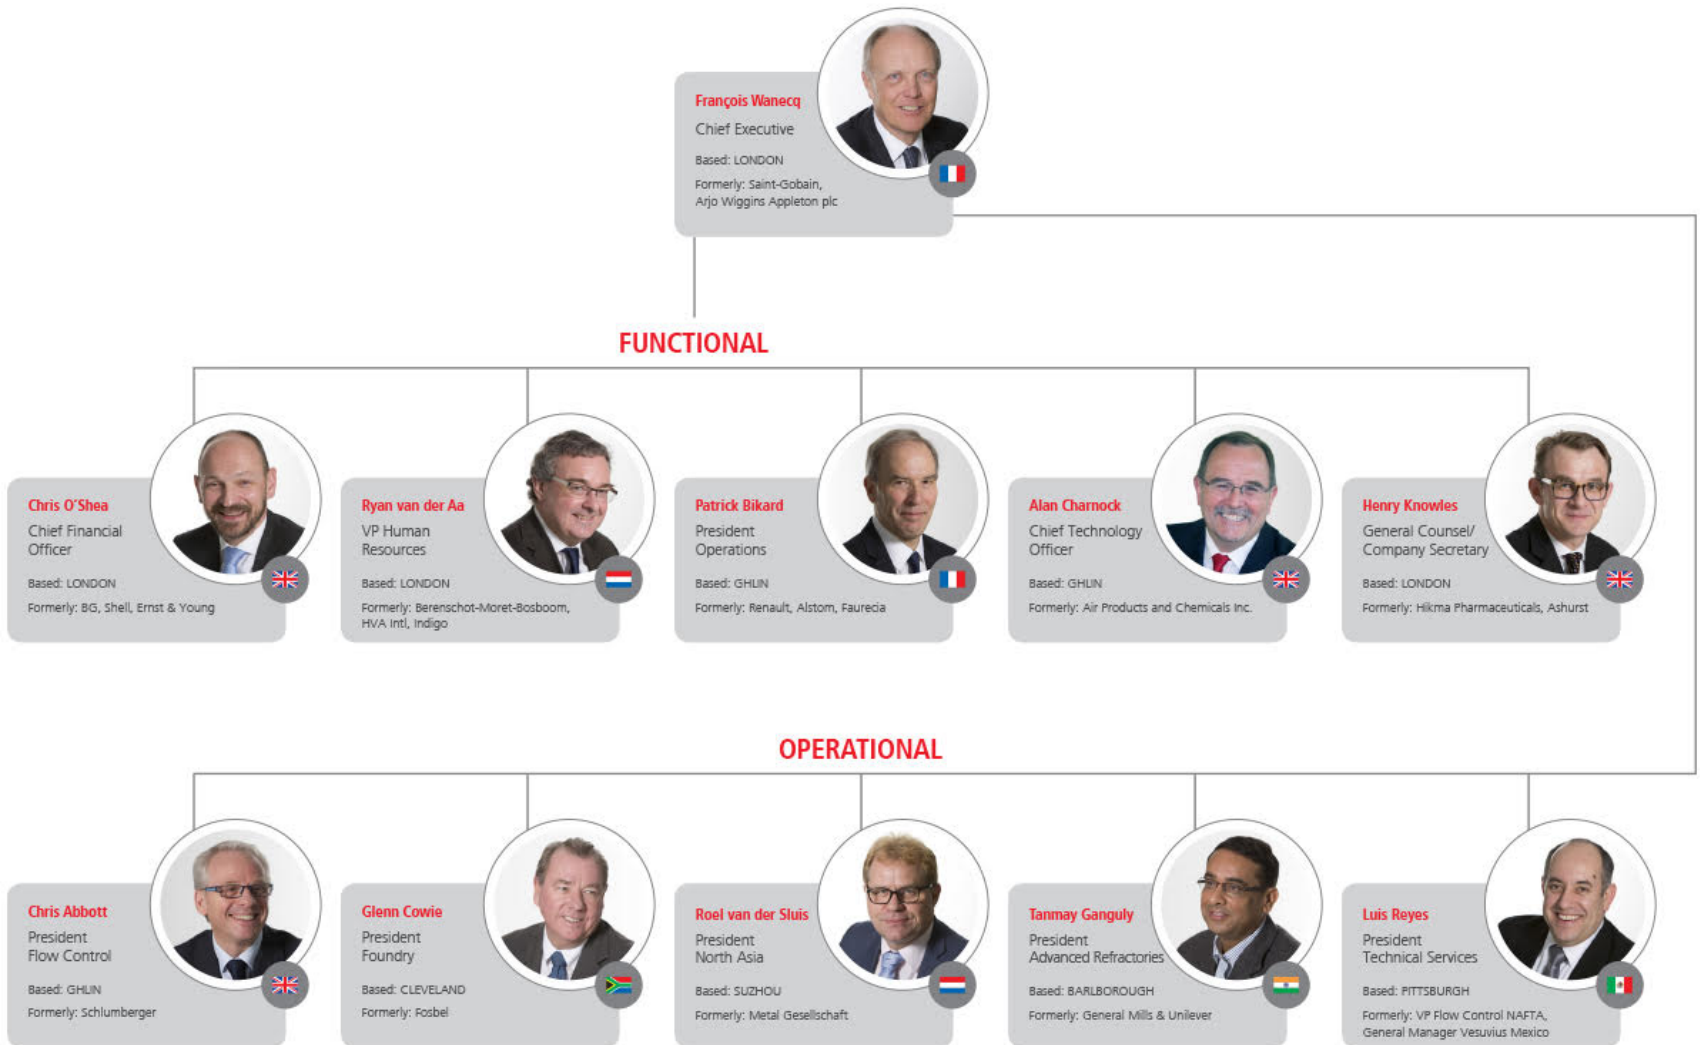 François Wanecq
Chief Executive
Based: LONDON
Formerly: Saint-Gobain,
Arjo Wiggins Appleton plc
FUNCTIONAL
Chris O'Shea
Chief Financial
Officer
Based: LONDON
Formerly: BG, Shell, Ernst & Young
Ryan van der Aa
VP Human
Resources
Based: LONDON
Formerly: Berenschot-Moret-Bosboom,
HVA Intl, Indigo
Patrick Bikard
President
Operations
Based: GHLIN
Formerly: Renault, Alstom, Faurecia
Alan Charnock
Chief Technology
Officer
Based: GHLIN
Formerly: Air Products and Chemicals Inc.
Henry Knowles
General Counsel/
Company Secretary
Based: LONDON
Formerly: Hikma Pharmaceuticals, Ashurst
OPERATIONAL
Chris Abbott
President
Flow Control
Based: GHLIN
Formerly: Schlumberger
Glenn Cowie
President
Foundry
Based: CLEVELAND
Formerly: Fosbel
Roel van der Sluis
President
North Asia
Based: SUZHOU
Formerly: Metal Gesellschaft
Tanmay Ganguly
President
Advanced Refractories
Based: BARLBOROUGH
Formerly: General Mills & Unilever
Luis Reyes
President
Technical Services
Based: PITTSBURGH
Formerly: VP Flow Control NAFTA,
General Manager Vesuvius Mexico